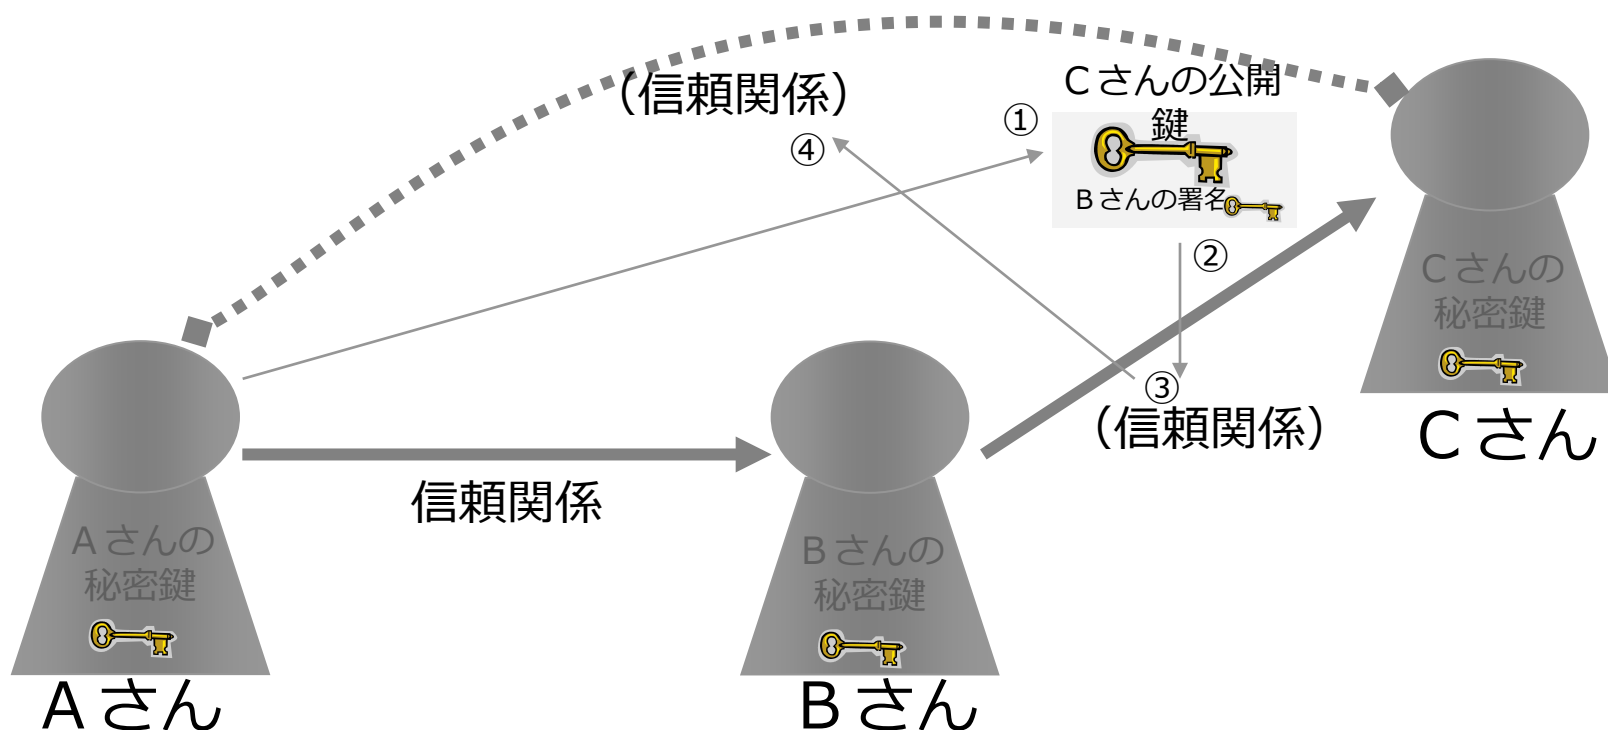 (信頼関係)
④
①
Cさんの公開
鍵
Bさんの署名
②
Cさんの
秘密鍵
Cさん
③
(信頼関係)
信頼関係
Aさんの
秘密鍵
Aさん
Bさんの
秘密鍵
Bさん